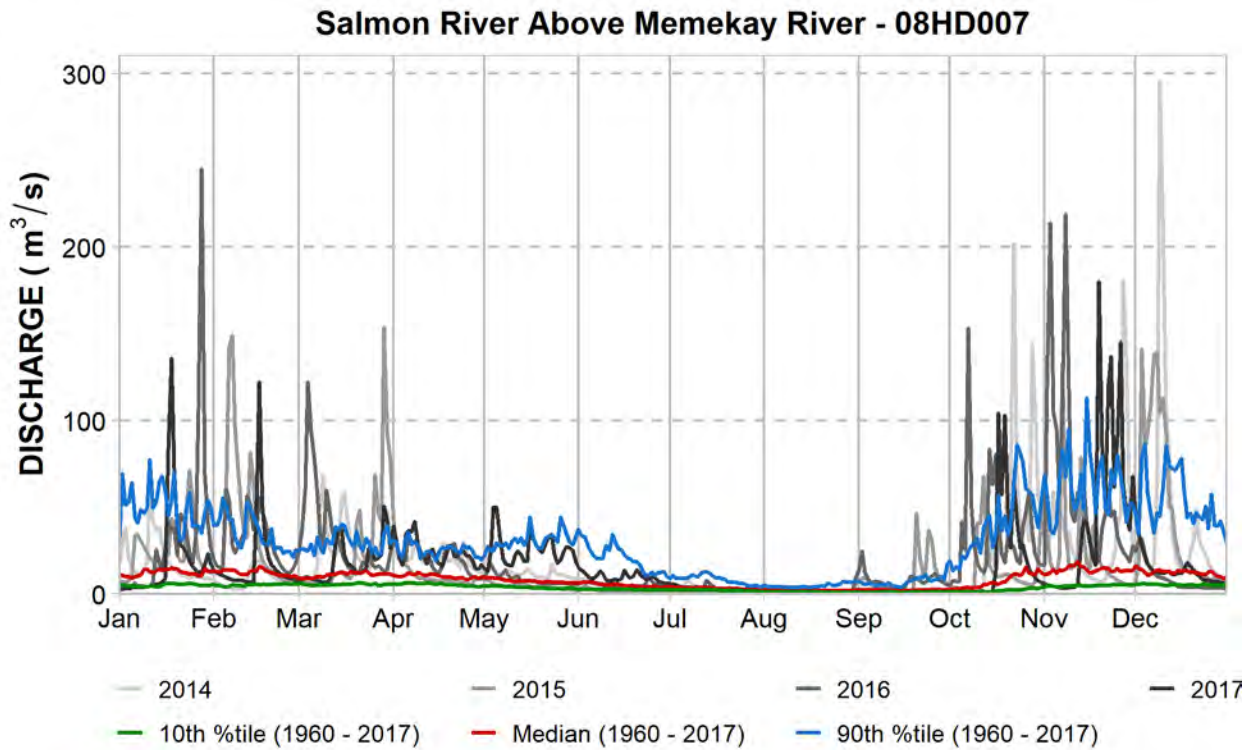 Salmon River Above Memekay River - 08HD007
DISCHARGE ( m³/ s)
300
200
100
0
Jan Feb Mar Apr May Jun Jul Aug Sep Oct Nov Dec
2014 2015 2016 2017
10th %tile (1960 - 2017) Median (1960 - 2017) 90th %tile (1960 - 2017)